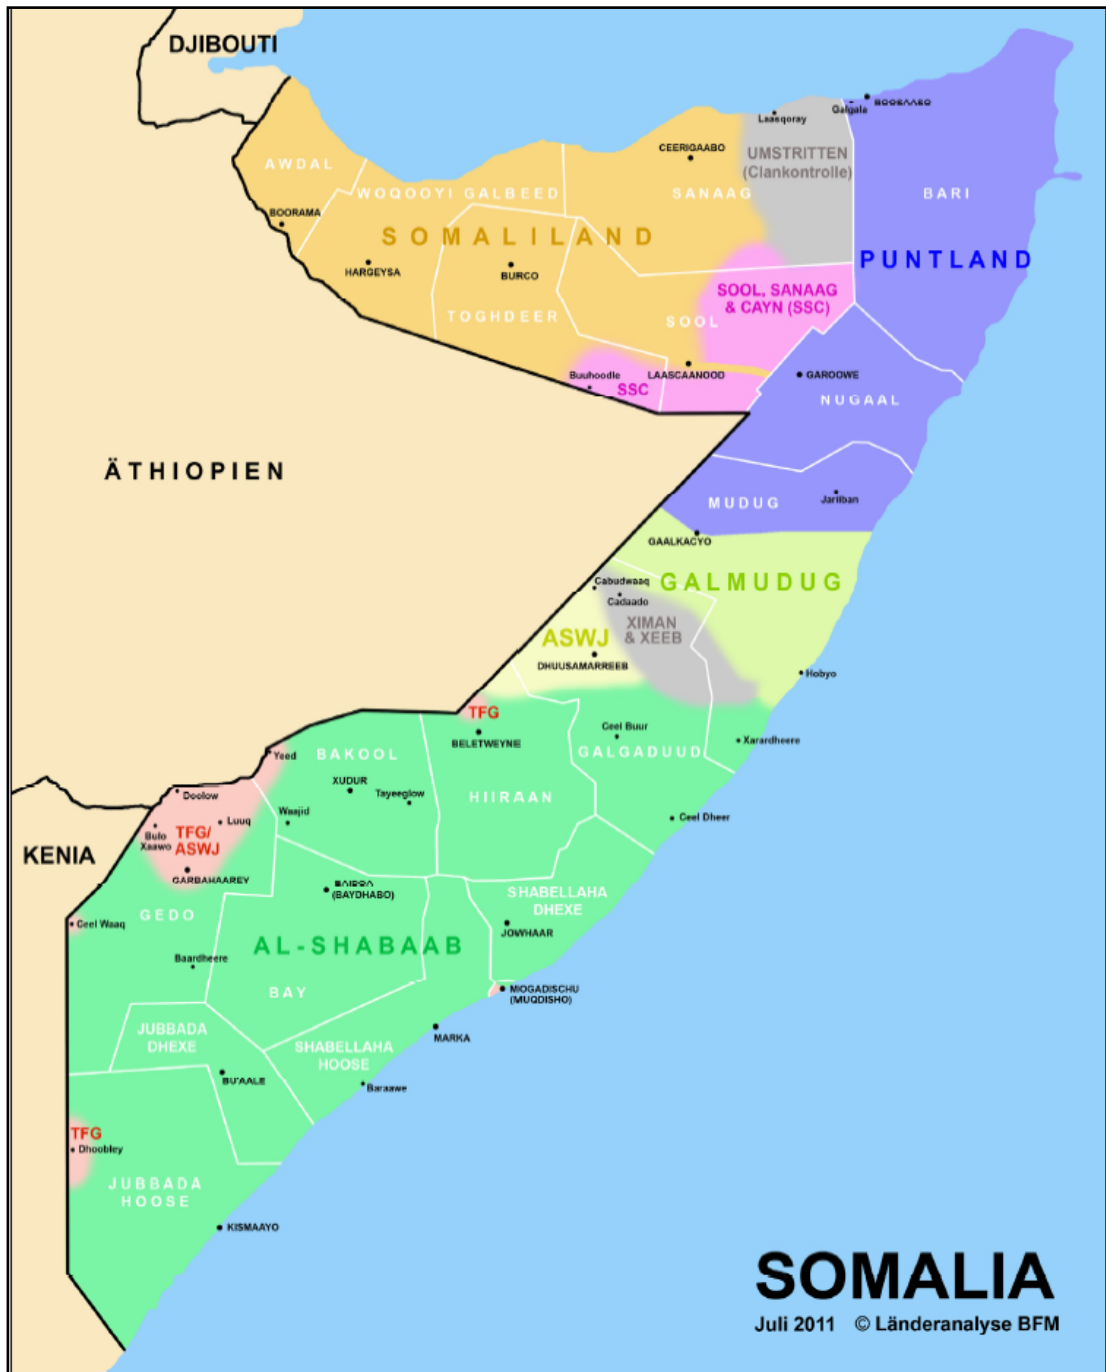 DJIBOUTI
Galgala
Laasqoray
CEERIGAABO
UMSTRITTEN
(Clankontrolle)
AWDAL
WOQOOYI GALBEED
SANAAG
BARI
BOORAMA
SOMALILAND
PUNTLAND
HARGEYSA
BURCO
SOOL, SANAAG
& CAYN (SSC)
TOGHDEER
SOOL
Buuhoodle
LAASCAANOOD
GAROOWE
SSC
NUGAAL
ÄTHIOPIEN
MUDUG
Jariiban
GAALKACYO
GALMUDUG
Cabudwaaq
Cadaado
XIMAN
& XEEB
ASWJ
DHUUSAMARREEB
Hobyo
TFG
BELETWEYNE
Ceel Buur
Xarardheere
GALGADUUD
Yeed
BAKOOL
XUDUR
Tayeeglow
HIIRAAN
Doolow
Waajid
Luuq
Ceel Dheer
Bulo
Xaawo
TFG/
ASWJ
KENIA
GARBAHAAREY
(BAYDHABO)
SHABELLAHA
DHEXE
GEDO
Ceel Waaq
JOWHAAR
AL-SHABAAB
Baardheere
BAY
MOGADISCHU
(MUQDISHO)
JUBBADA
DHEXE
MARKA
SHABELLAHA
HOOSE
BU'AALE
Baraawe
TFG
Dhoobley
JUBBADA
HOOSE
KISMAAYO
SOMALIA
Juli 2011 © Länderanalyse BFM